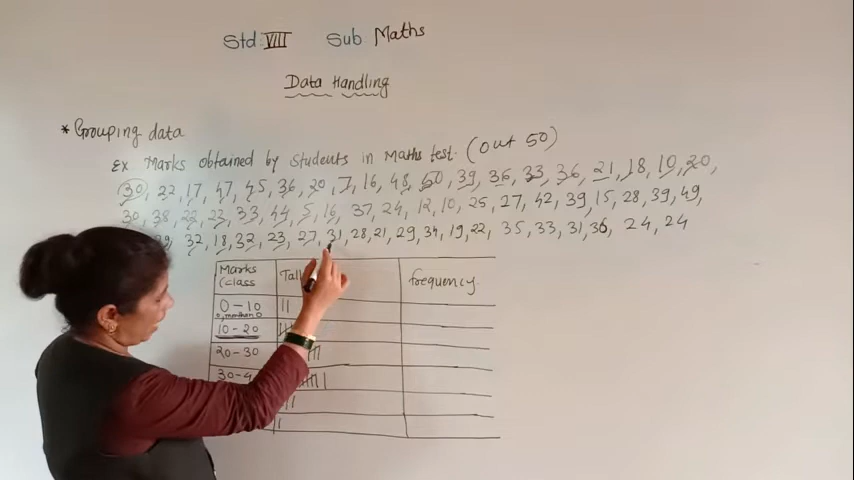 Std VIII Sub Maths
Data Handling
* Grouping data
Ex Marks obtained by students in Maths test. (out 50)
30, 22, 17, 47, 45, 36, 20, 7, 16, 48, 50, 39, 36, 33, 36, 21, 18, 10, 20,
30, 38, 22, 23, 33, 44, 5, 16, 37, 24, 12, 10, 25, 27, 42, 39, 15, 28, 39, 49,
32, 18, 32, 23, 27, 31, 28, 21, 29, 34, 19, 22, 35, 33, 31, 36, 24, 24
Marks Tall frequency
Class
0-10 ||
10-20
20-30
30-4